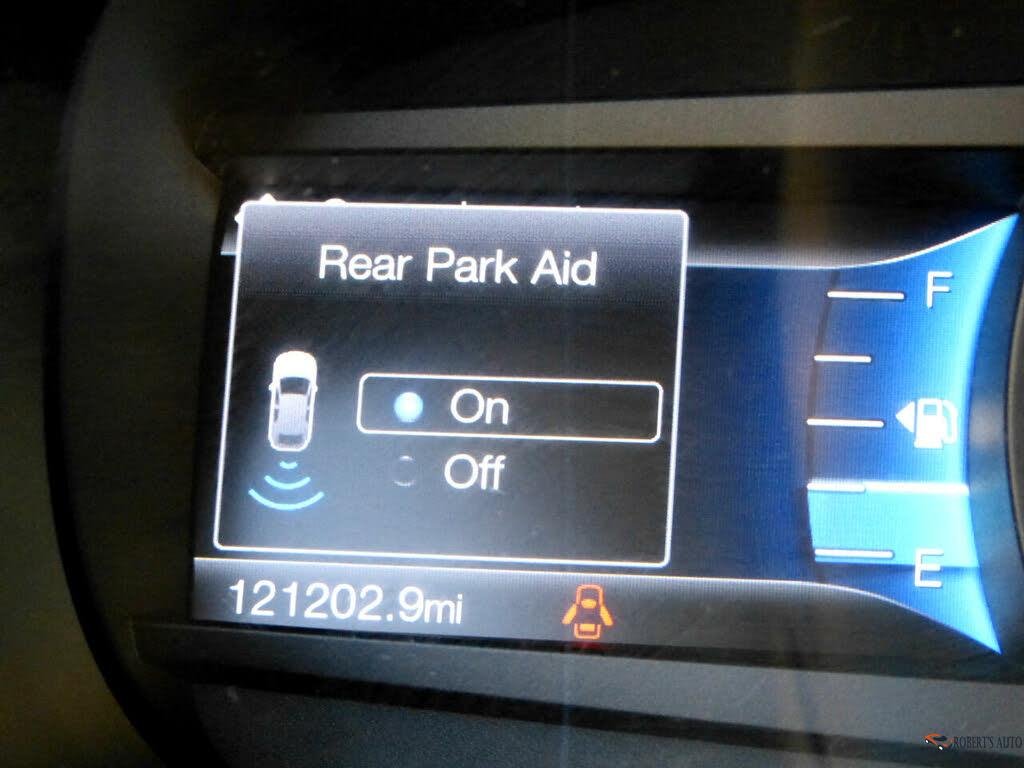 Rear Park Aid
On
Off
F
E
121202.9mi
ROBERT'S AUTO